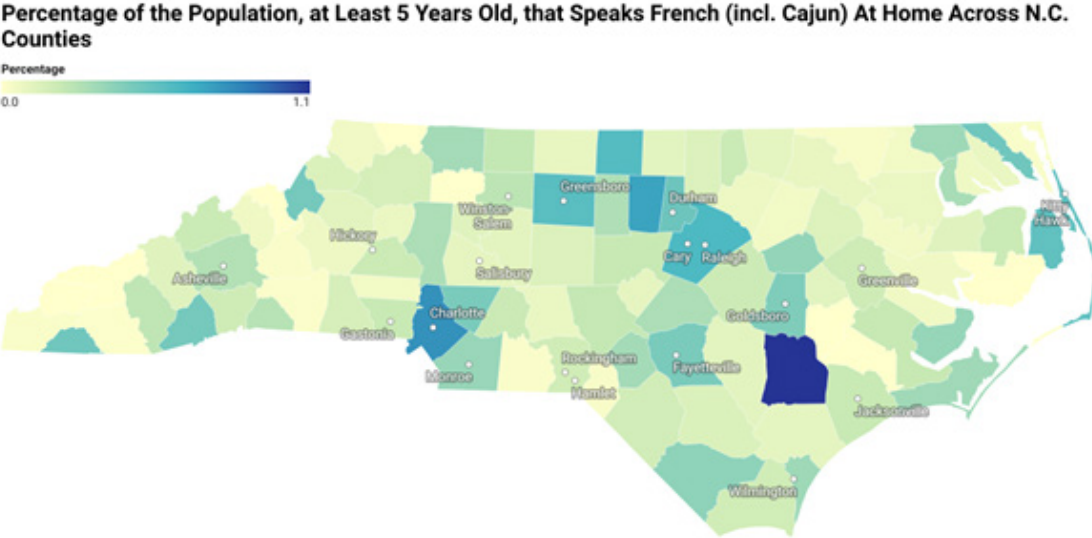 Percentage of the Population, at Least 5 Years Old, that Speaks French (incl. Cajun) At Home Across N.C.
Counties
Percentage
0.0 1.1
Greensboro
Durham
Winston-
Salem
Kill
Hawk
Hickory
Cary Raleigh
Salisbury
Asheville
Greenville
Charlotte
Goldsboro
Gastonia
Rockingham
Fayetteville
Monroe
Hamlet
Jacksonville
Wilmington